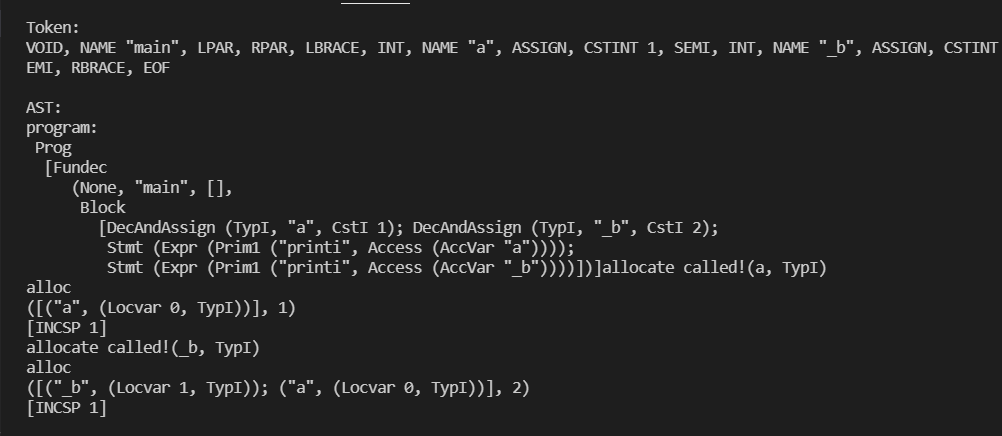 Token:
VOID, NAME "main", LPAR, RPAR, LBRACE, INT, NAME "a", ASSIGN, CSTINT 1, SEMI, INT, NAME "_b", ASSIGN, CSTINT
EMI, RBRACE, EOF
AST:
program:
Prog
[Fundec
(None, "main", [],
Block
[DecAndAssign (TypI, "a", CstI 1); DecAndAssign (TypI, "_b", CstI 2);
Stmt (Expr (Prim1 ("printi", Access (AccVar "a"))));
Stmt (Expr (Prim1 ("printi", Access (AccVar "_b"))))])]allocate called!(a, TypI)
alloc
([("a", (Locvar 0, TypI))], 1)
[INCSP 1]
allocate called!(_b, TypI)
alloc
([("_b", (Locvar 1, TypI)); ("a", (Locvar 0, TypI))], 2)
[INCSP 1]